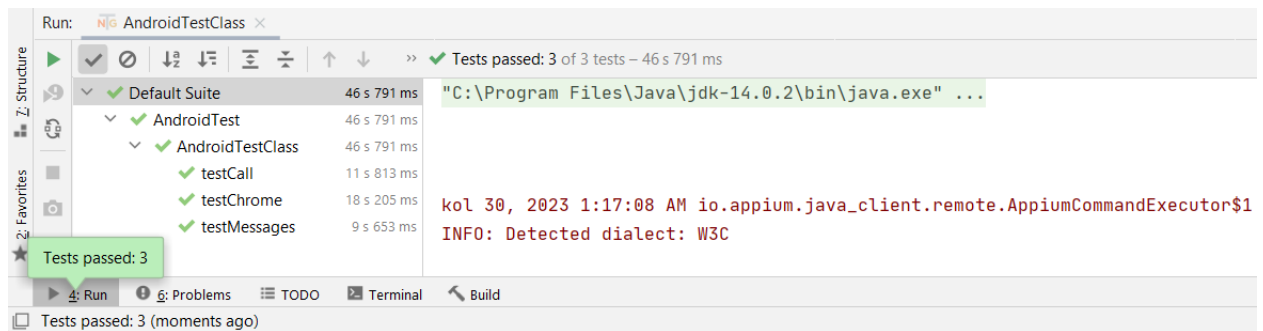 Run: NG AndroidTestClass ×
7: Structure
2: Favorites
» Tests passed: 3 of 3 tests – 46 s 791 ms
Default Suite 46 s 791 ms
AndroidTest 46 s 791 ms
AndroidTestClass 46 s 791 ms
testCall 11 s 813 ms
testChrome 18 s 205 ms
testMessages 9 s 653 ms
"C:\Program Files\Java\jdk-14.0.2\bin\java.exe" ...
kol 30, 2023 1:17:08 AM io.appium.java_client.remote.AppiumCommandExecutor$1
INFO: Detected dialect: W3C
Tests passed: 3
4: Run 6: Problems TODO Terminal Build
Tests passed: 3 (moments ago)